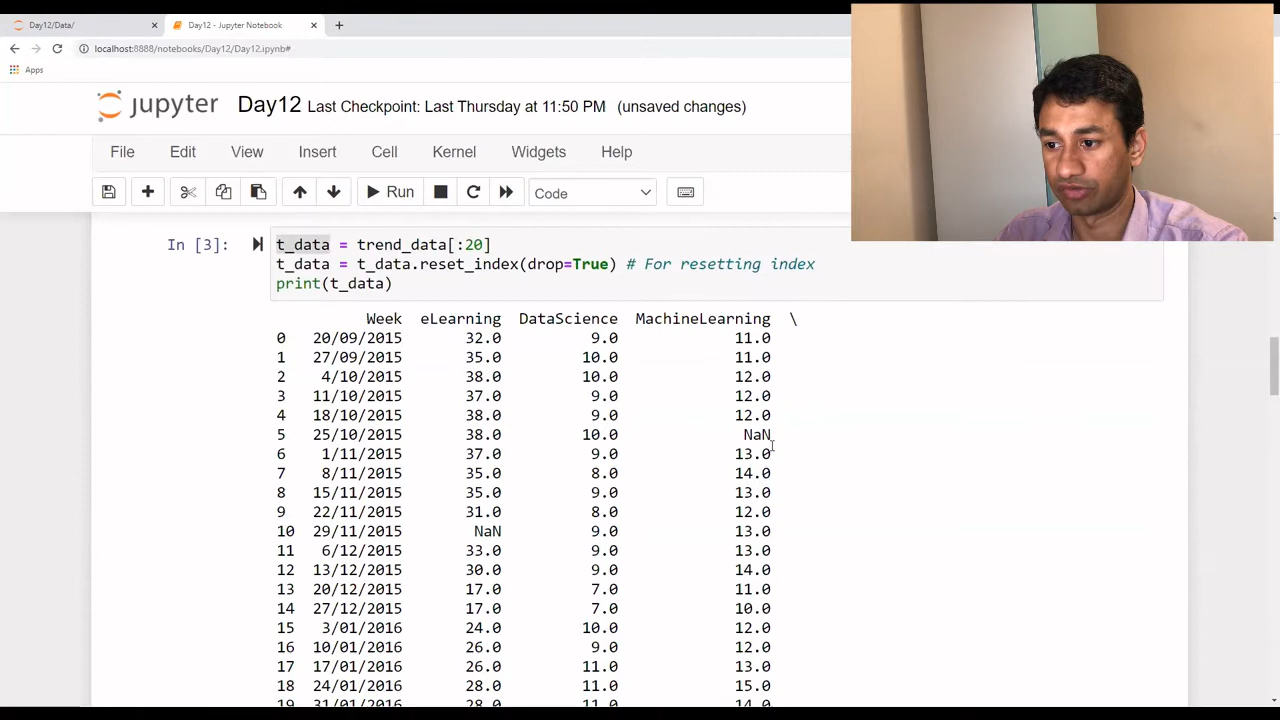 Day12/Data/
Day12 - Jupyter Notebook
localhost:8888/notebooks/Day12/Day12.ipynb#
Apps
jupyter Day12 Last Checkpoint: Last Thursday at 11:50 PM (unsaved changes)
File Edit View Insert Cell Kernel Widgets Help
Run Code
In [3]: t_data = trend_data[:20]
t_data = t_data.reset_index(drop=True) # For resetting index
print(t_data)
Week eLearning DataScience MachineLearning \
0 20/09/2015 32.0 9.0 11.0
1 27/09/2015 35.0 10.0 11.0
2 4/10/2015 38.0 10.0 12.0
3 11/10/2015 37.0 9.0 12.0
4 18/10/2015 38.0 9.0 12.0
5 25/10/2015 38.0 10.0 NaN
6 1/11/2015 37.0 9.0 13.0
7 8/11/2015 35.0 8.0 14.0
8 15/11/2015 35.0 9.0 13.0
9 22/11/2015 31.0 8.0 12.0
10 29/11/2015 NaN 9.0 13.0
11 6/12/2015 33.0 9.0 13.0
12 13/12/2015 30.0 9.0 14.0
13 20/12/2015 17.0 7.0 11.0
14 27/12/2015 17.0 7.0 10.0
15 3/01/2016 24.0 10.0 12.0
16 10/01/2016 26.0 9.0 12.0
17 17/01/2016 26.0 11.0 13.0
18 24/01/2016 28.0 11.0 15.0
19 31/01/2016 28.0 11.0 14.0